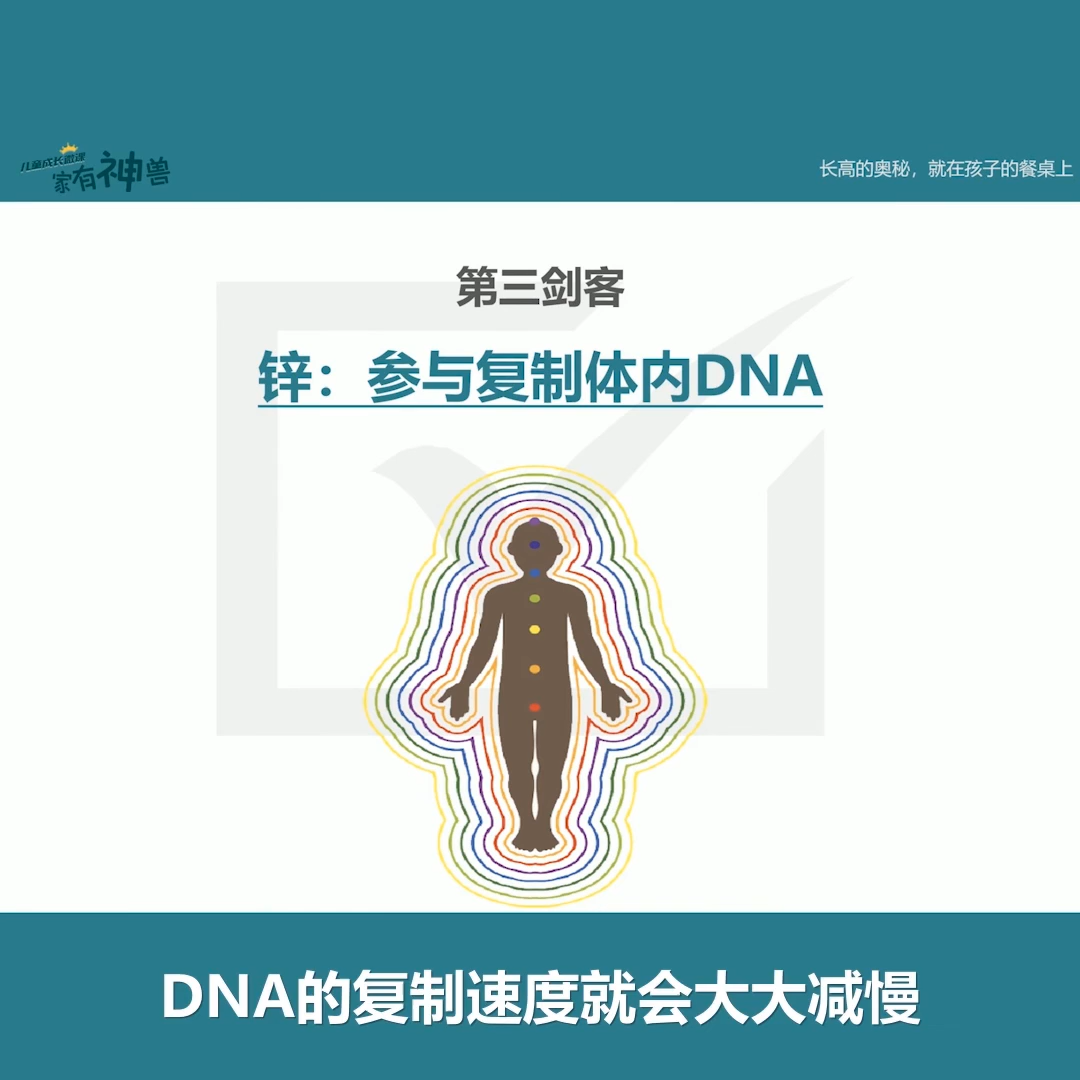 儿童成长微课
家有神兽
长高的奥秘，就在孩子的餐桌上
第三剑客
锌：参与复制体内DNA
DNA的复制速度就会大大减慢